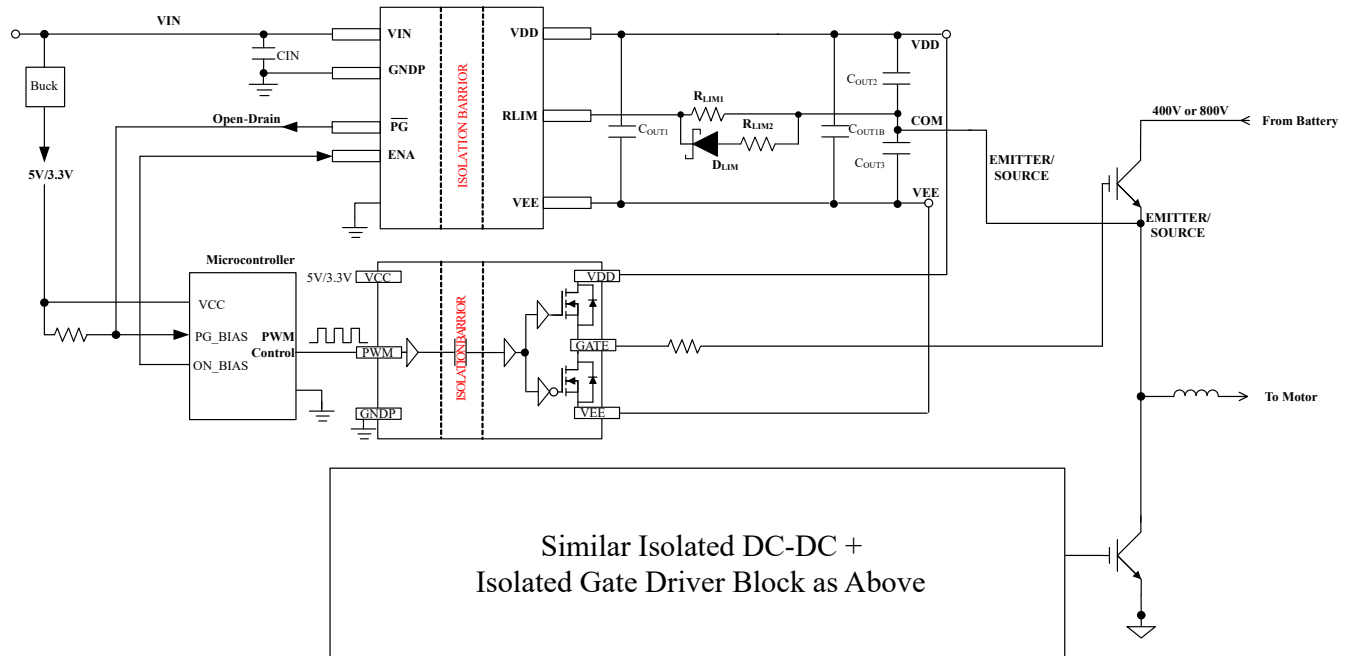 VIN
Buck
5V/3.3V
CIN
Open-Drain
VIN
GNDP
PG
ENA
ISOLATION BARRIOR
VDD
RLIM
VEE
COUT1
RLIM1
RLIM2
DLIM
COUT1B
COUT2
COUT3
VDD
COM
VEE
EMITTER/
SOURCE
400V or 800V
From Battery
EMITTER/
SOURCE
Microcontroller
VCC
PG_BIAS
ON_BIAS
PWM
Control
5V/3.3V
VCC
PWM
GNDP
ISOLATION BARRIOR
VDD
GATE
VEE
To Motor
Similar Isolated DC-DC +
Isolated Gate Driver Block as Above